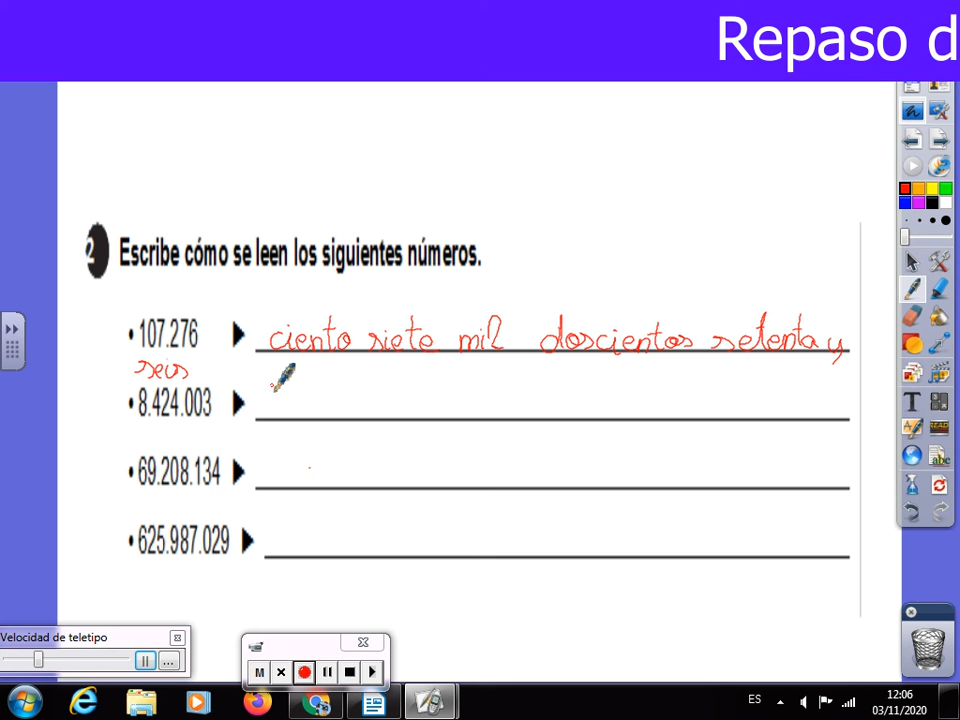 Repaso d
2 Escribe cómo se leen los siguientes números.
• 107.276 ciento siete mil doscientos setenta y
seis
• 8.424.003
• 69.208.134
• 625.987.029
Velocidad de teletipo
...
M
T
abc
ES
12:06
03/11/2020